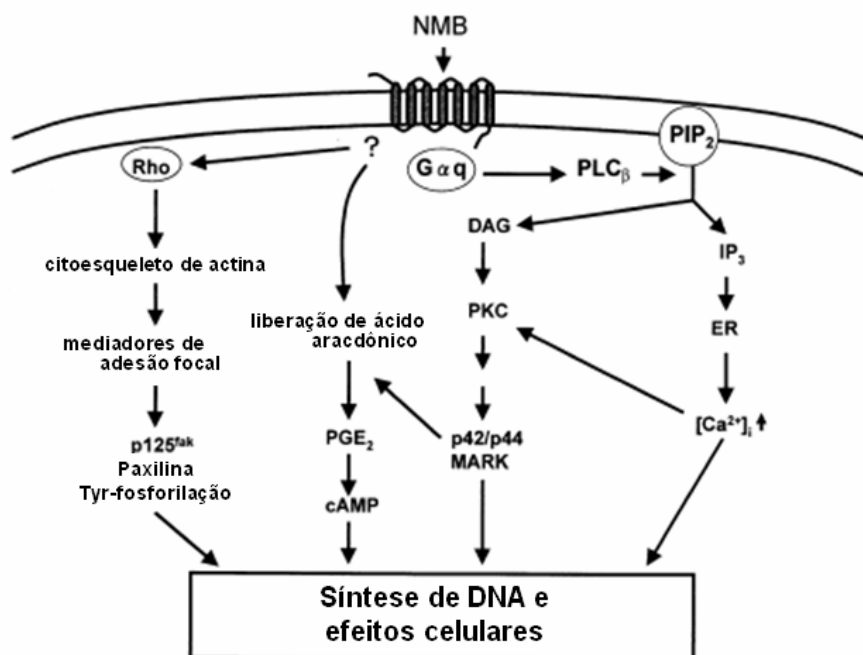 NMB
PIP₂
?
Rho
Gαq
PLCβ
DAG
IP₃
citoesqueleto de actina
PKC
ER
liberação de ácido
aracdônico
mediadores de
adesão focal
[Ca²⁺]ᵢ
p125ᶠᵃᵏ
Paxilina
Tyr-fosforilação
PGE₂
p42/p44
MARK
cAMP
Síntese de DNA e
efeitos celulares